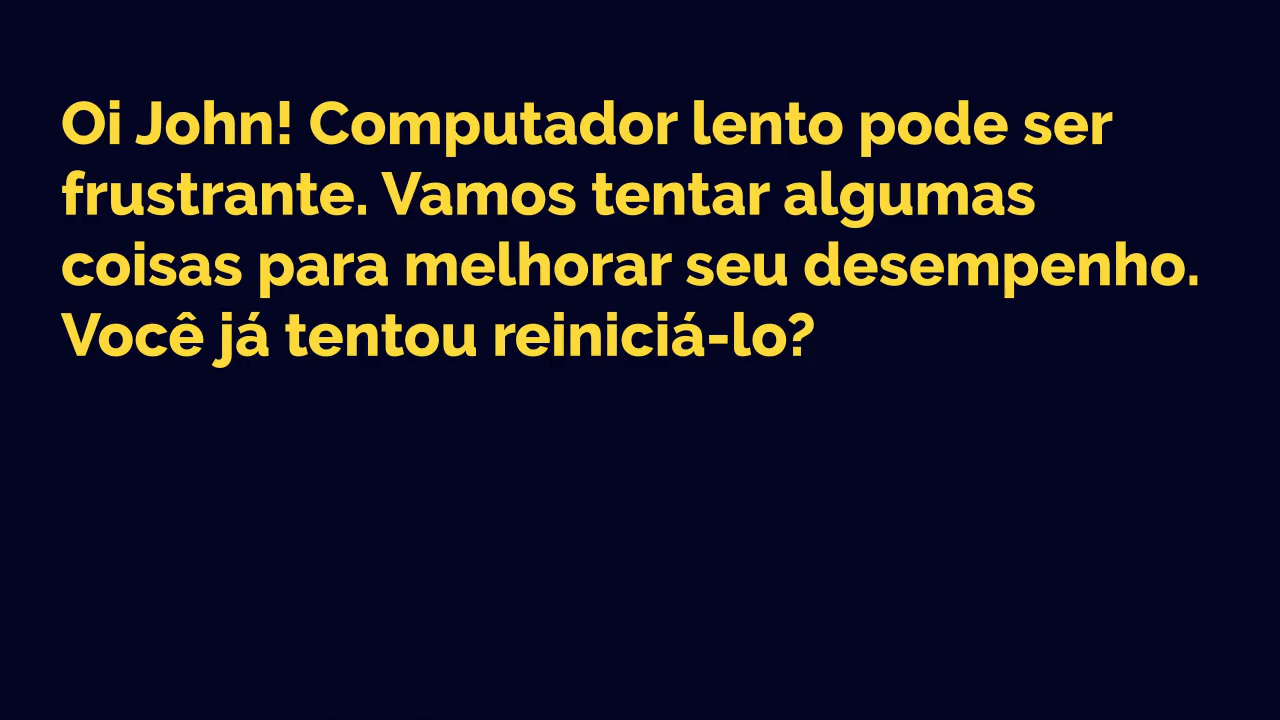 Oi John! Computador lento pode ser
frustrante. Vamos tentar algumas
coisas para melhorar seu desempenho.
Você já tentou reiniciá-lo?